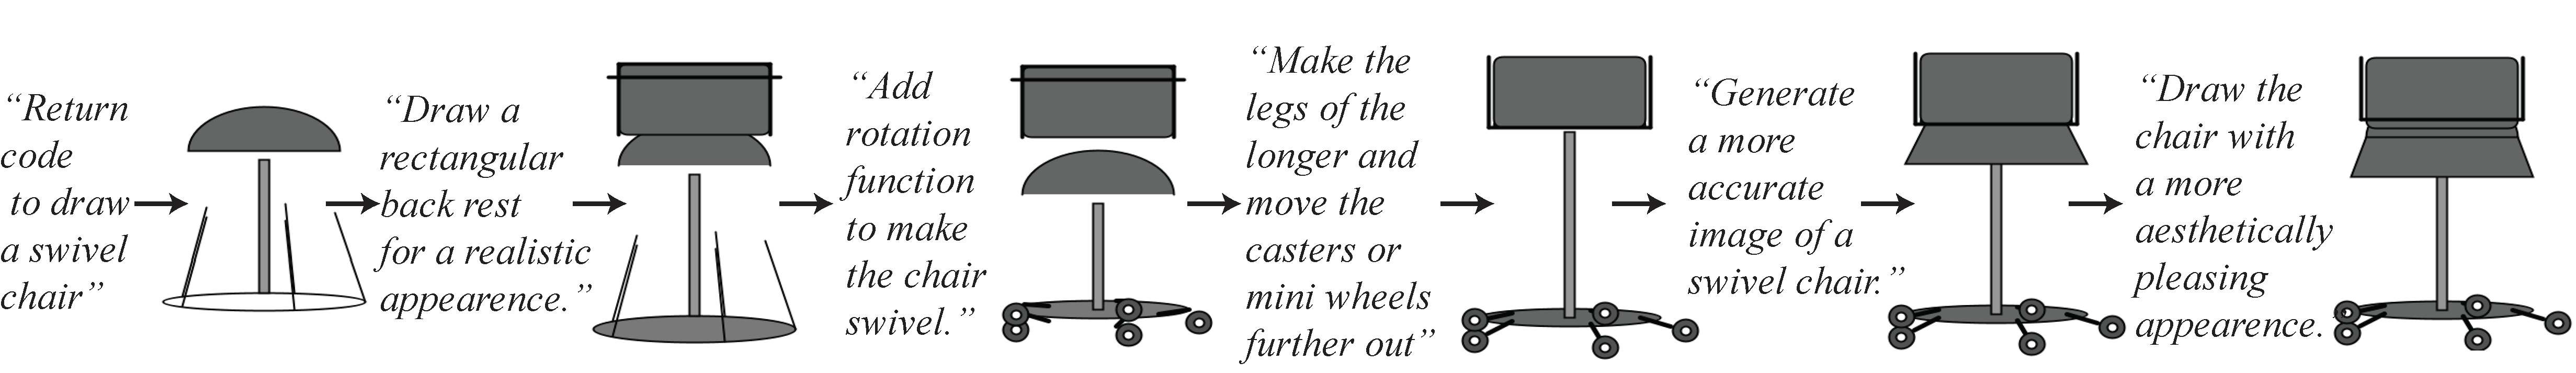 “Return
code
to draw
a swivel
chair”
“Draw a
rectangular
back rest
for a realistic
appearence.”
“Add
rotation
function
to make
the chair
swivel.”
“Make the
legs of the
longer and
move the
casters or
mini wheels
further out”
“Generate
a more
accurate
image of a
swivel chair.”
“Draw the
chair with
a more
aesthetically
pleasing
appearence.”